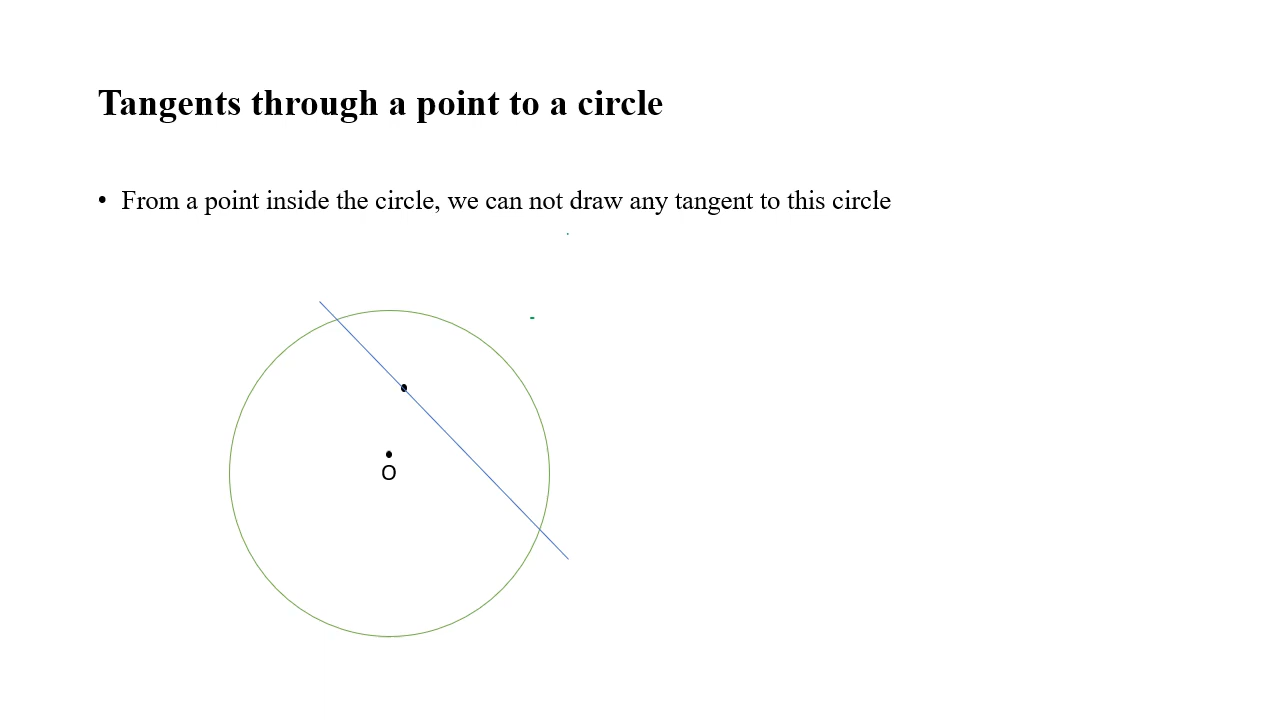 Tangents through a point to a circle
• From a point inside the circle, we can not draw any tangent to this circle
O